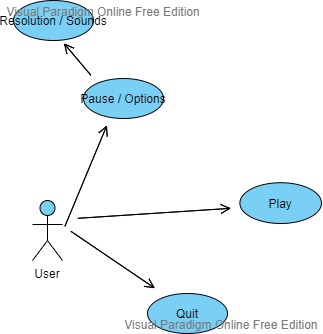 Visual Paradigm Online Free Edition
Resolution / Sounds
Pause / Options
Play
User
Quit
Visual Paradigm Online Free Edition